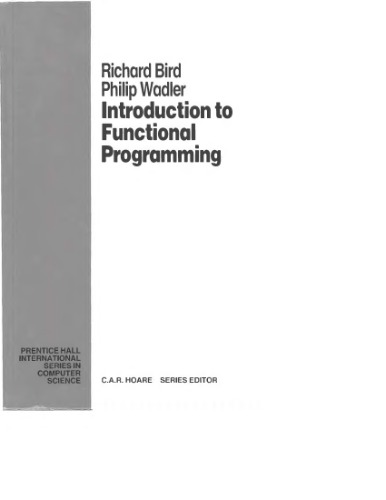 Richard Bird
Philip Wadler
Introduction to
Functional
Programming
PRENTICE HALL
INTERNATIONAL
SERIES IN
COMPUTER
SCIENCE
C.A.R. HOARE SERIES EDITOR